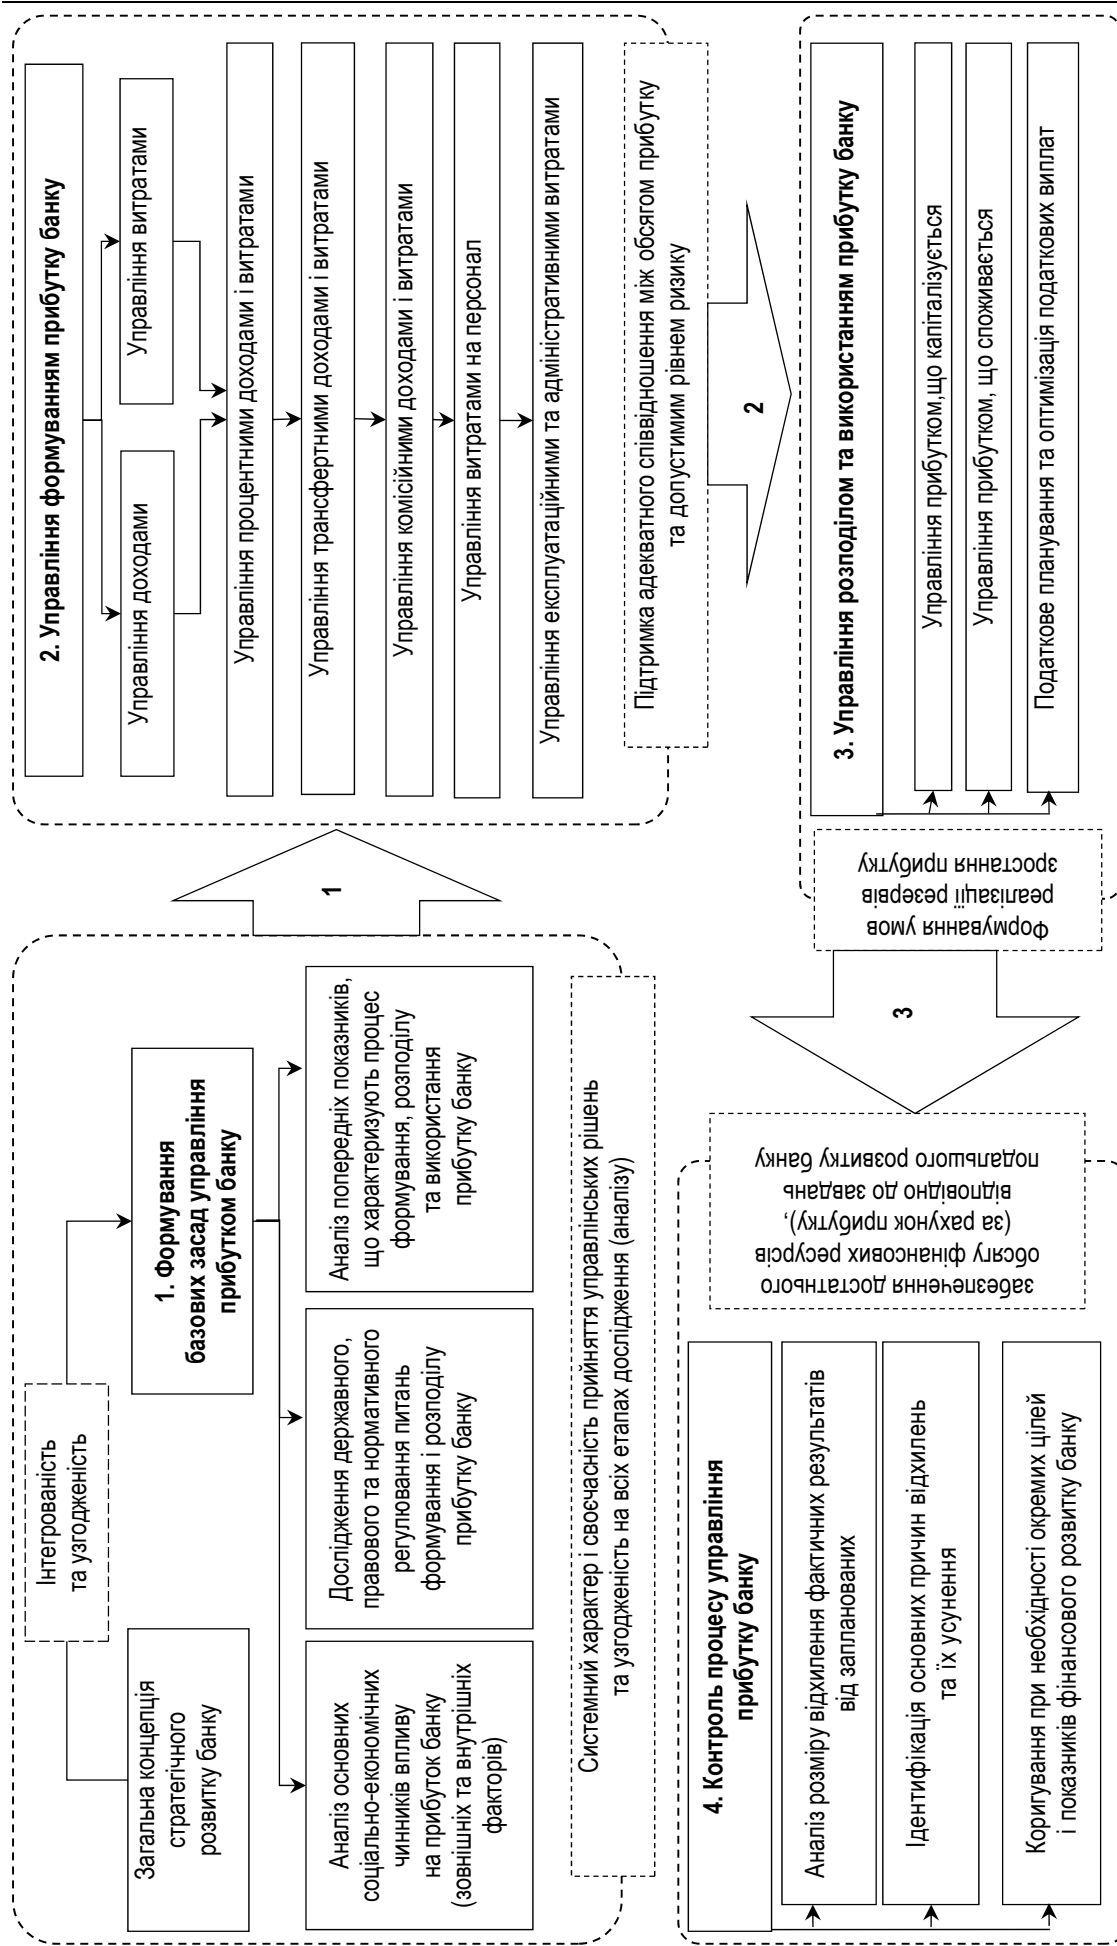 Загальна концепція
стратегічного
розвитку банку
Інтегрованість
та узгодженість
1. Формування
базових засад управління
прибутком банку
Аналіз основних
соціально-економічних
чинників впливу
на прибуток банку
(зовнішніх та внутрішніх
факторів)
Дослідження державного,
правового та нормативного
регулювання питань
формування і розподілу
прибутку банку
Аналіз попередніх показників,
що характеризують процес
формування, розподілу
та використання
прибутку банку
Системний характер і своєчасність прийняття управлінських рішень
та узгодженість на всіх етапах дослідження (аналізу)
1
2. Управління формуванням прибутку банку
Управління доходами
Управління витратами
Управління процентними доходами і витратами
Управління трансфертними доходами і витратами
Управління комісійними доходами і витратами
Управління витратами на персонал
Управління експлуатаційними та адміністративними витратами
Підтримка адекватного співвідношення між обсягом прибутку
та допустимим рівнем ризику
2
3. Управління розподілом та використанням прибутку банку
Управління прибутком,що капіталізується
Управління прибутком, що споживається
Податкове планування та оптимізація податкових виплат
Формування умов
реалізації резервів
зростання прибутку
3
забезпечення достатнього
обсягу фінансових ресурсів
(за рахунок прибутку),
відповідно до завдань
подальшого розвитку банку
4. Контроль процесу управління
прибутку банку
Аналіз розміру відхилення фактичних результатів
від запланованих
Ідентифікація основних причин відхилень
та їх усунення
Коригування при необхідності окремих цілей
і показників фінансового розвитку банку